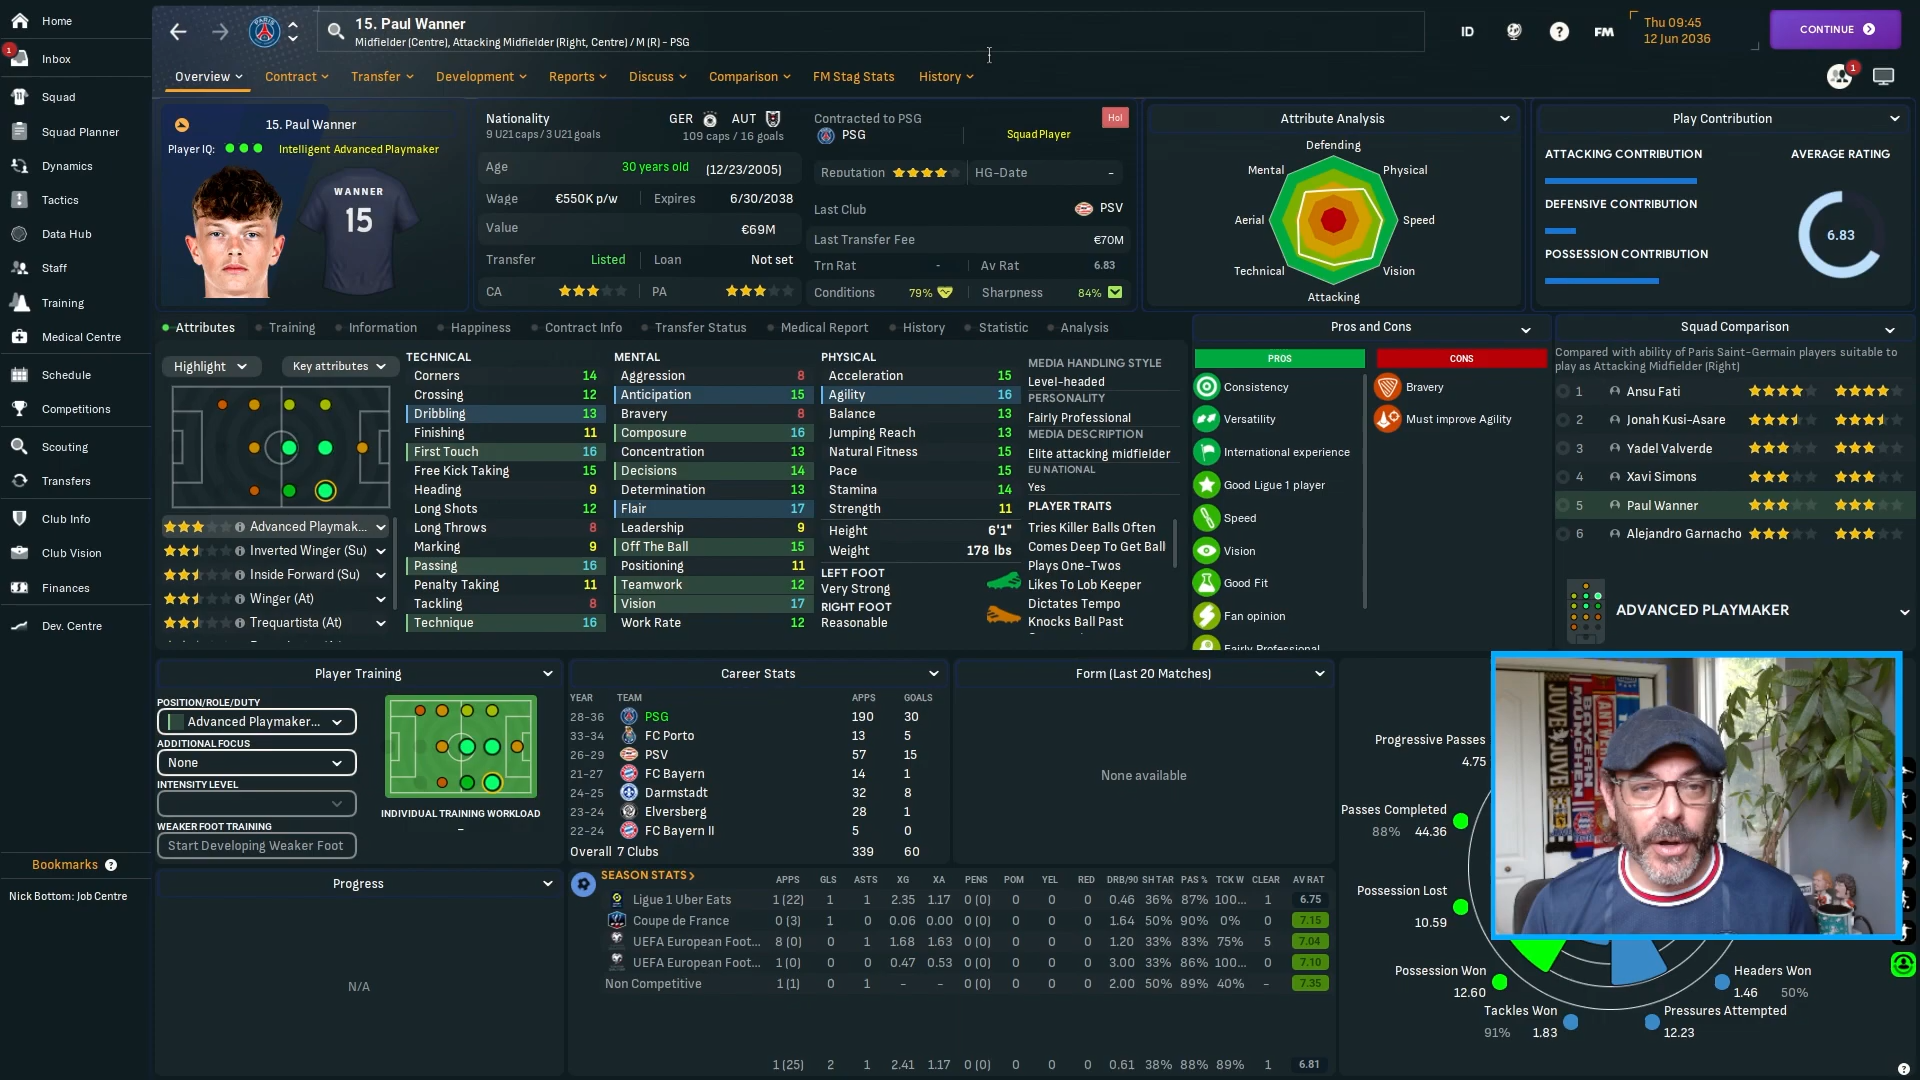 Home
Inbox
1
Squad
Squad Planner
Dynamics
Tactics
Data Hub
Staff
Training
Medical Centre
Schedule
Competitions
Scouting
Transfers
Club Info
Club Vision
Finances
Dev. Centre
Bookmarks ?
Nick Bottom: Job Centre
15. Paul Wanner
Midfielder (Centre), Attacking Midfielder (Right, Centre) / M (R) - PSG
ID ? FM
Thu 09:45
12 Jun 2036
CONTINUE
Overview Contract Transfer Development Reports Discuss Comparison FM Stag Stats History
1
15. Paul Wanner
Player IQ: Intelligent Advanced Playmaker
WANNER
15
Nationality GER AUT
9 U21 caps / 3 U21 goals 109 caps / 16 goals
Age 30 years old (12/23/2005)
Wage €550K p/w Expires 6/30/2038
Value €69M
Transfer Listed Loan Not set
CA PA
Contracted to PSG Hol
PSG Squad Player
Reputation HG-Date -
Last Club PSV
Last Transfer Fee €70M
Trn Rat - Av Rat 6.83
Conditions 79% Sharpness 84%
Attribute Analysis
Defending
Mental Physical
Aerial Speed
Technical Vision
Attacking
Play Contribution
ATTACKING CONTRIBUTION
DEFENSIVE CONTRIBUTION
POSSESSION CONTRIBUTION
AVERAGE RATING
6.83
Attributes Training Information Happiness Contract Info Transfer Status Medical Report History Statistic Analysis
Highlight Key attributes
Advanced Playmak...
Inverted Winger (Su)
Inside Forward (Su)
Winger (At)
Trequartista (At)
TECHNICAL
Corners 14
Crossing 12
Dribbling 13
Finishing 11
First Touch 16
Free Kick Taking 15
Heading 9
Long Shots 12
Long Throws 8
Marking 9
Passing 16
Penalty Taking 11
Tackling 8
Technique 16
MENTAL
Aggression 8
Anticipation 15
Bravery 8
Composure 16
Concentration 13
Decisions 14
Determination 13
Flair 17
Leadership 9
Off The Ball 15
Positioning 11
Teamwork 12
Vision 17
Work Rate 12
PHYSICAL
Acceleration 15
Agility 16
Balance 13
Jumping Reach 13
Natural Fitness 15
Pace 15
Stamina 14
Strength 11
Height 6'1"
Weight 178 lbs
LEFT FOOT
Very Strong
RIGHT FOOT
Reasonable
MEDIA HANDLING STYLE
Level-headed
PERSONALITY
Fairly Professional
MEDIA DESCRIPTION
Elite attacking midfielder
EU NATIONAL
Yes
PLAYER TRAITS
Tries Killer Balls Often
Comes Deep To Get Ball
Plays One-Twos
Likes To Lob Keeper
Dictates Tempo
Knocks Ball Past
Pros and Cons
PROS CONS
Consistency
Versatility
International experience
Good Ligue 1 player
Speed
Vision
Good Fit
Fan opinion
Fairly Professional
Bravery
Must improve Agility
Squad Comparison
Compared with ability of Paris Saint-Germain players suitable to
play as Attacking Midfielder (Right)
1 Ansu Fati
2 Jonah Kusi-Asare
3 Yadel Valverde
4 Xavi Simons
5 Paul Wanner
6 Alejandro Garnacho
ADVANCED PLAYMAKER
Player Training
POSITION/ROLE/DUTY
Advanced Playmaker...
ADDITIONAL FOCUS
None
INTENSITY LEVEL
WEAKER FOOT TRAINING
Start Developing Weaker Foot
INDIVIDUAL TRAINING WORKLOAD
-
Progress
N/A
Career Stats
YEAR TEAM APPS GOALS
28-36 PSG 190 30
33-34 FC Porto 13 5
26-29 PSV 57 15
21-27 FC Bayern 14 1
24-25 Darmstadt 32 8
23-24 Elversberg 28 1
22-24 FC Bayern II 5 0
Overall 7 Clubs 339 60
Form (Last 20 Matches)
None available
SEASON STATS > APPS GLS ASTS XG XA PENS POM YEL RED DRB/90 SH TAR PAS % TCK W CLEAR AV RAT
Ligue 1 Uber Eats 1 (22) 1 1 2.35 1.17 0 (0) 0 0 0 0.46 36% 87% 100... 1 6.75
Coupe de France 0 (3) 1 0 0.06 0.00 0 (0) 0 0 0 1.64 50% 90% 0% 0 7.15
UEFA European Foot... 8 (0) 0 1 1.68 1.63 0 (0) 0 0 0 1.20 33% 83% 75% 5 7.04
UEFA European Foot... 1 (0) 0 0 0.47 0.53 0 (0) 0 0 0 3.00 33% 86% 100... 0 7.10
Non Competitive 1 (1) 0 1 - - 0 (0) 0 0 0 2.00 50% 89% 40% - 7.35
1 (25) 2 1 2.41 1.17 0 (0) 0 0 0 0.61 38% 88% 89% 1 6.81
Progressive Passes
4.75
Passes Completed
88% 44.36
Possession Lost
10.59
Possession Won
12.60
Tackles Won
91% 1.83
Headers Won
1.46 50%
Pressures Attempted
12.23
JUVE JUVE
BAYERN
MÜNCHEN